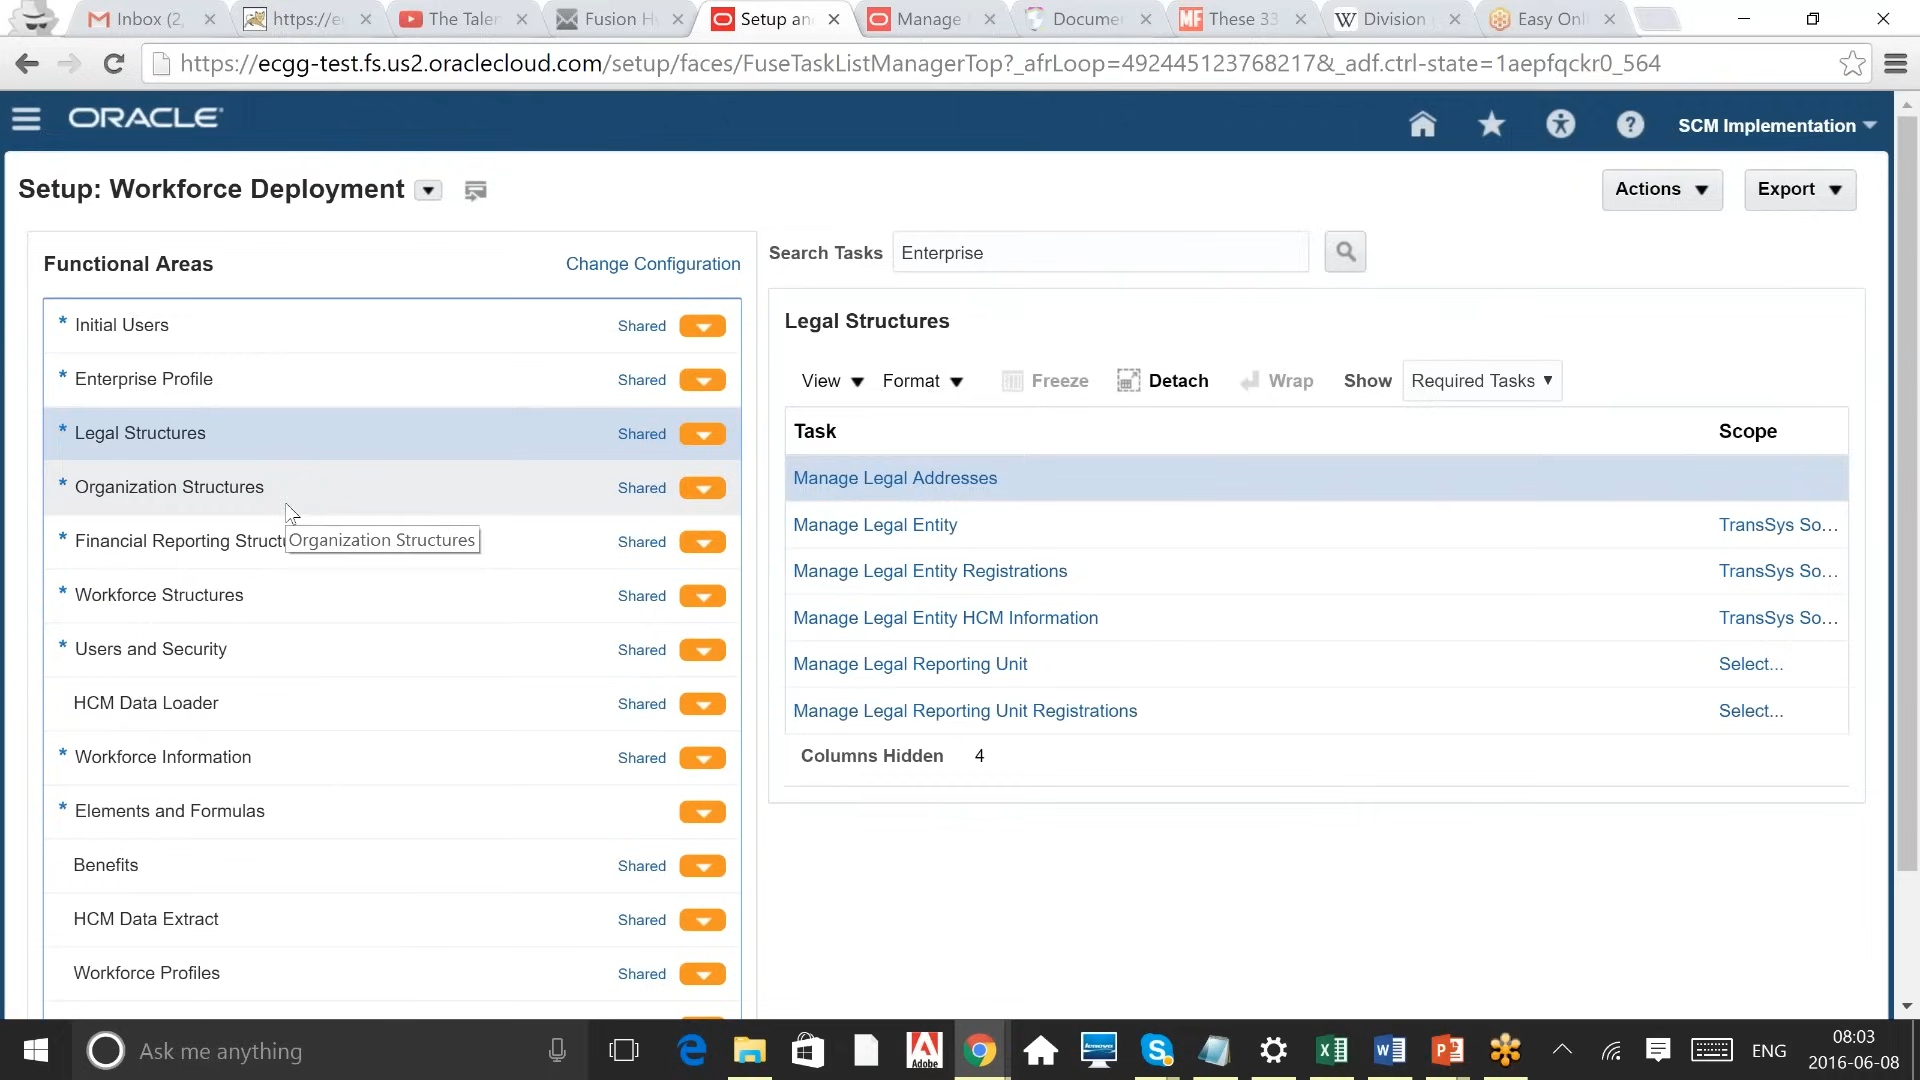 Inbox (2,
https://e
The Taler
Fusion H
Setup an
Manage
Docume
These 33
Division
Easy Onl
https://ecgg-test.fs.us2.oraclecloud.com/setup/faces/FuseTaskListManagerTop?_afrLoop=492445123768217&_adf.ctrl-state=1aepfqckr0_564
ORACLE
SCM Implementation
Setup: Workforce Deployment
Actions
Export
Functional Areas
Change Configuration
Search Tasks
Enterprise
* Initial Users Shared
* Enterprise Profile Shared
* Legal Structures Shared
* Organization Structures Shared
* Financial Reporting Structu Shared
Organization Structures
* Workforce Structures Shared
* Users and Security Shared
HCM Data Loader Shared
* Workforce Information Shared
* Elements and Formulas
Benefits Shared
HCM Data Extract Shared
Workforce Profiles Shared
Legal Structures
View Format Freeze Detach Wrap Show Required Tasks
Task Scope
Manage Legal Addresses
Manage Legal Entity TransSys So...
Manage Legal Entity Registrations TransSys So...
Manage Legal Entity HCM Information TransSys So...
Manage Legal Reporting Unit Select...
Manage Legal Reporting Unit Registrations Select...
Columns Hidden 4
Ask me anything
Adobe
lenovo
ENG
08:03
2016-06-08